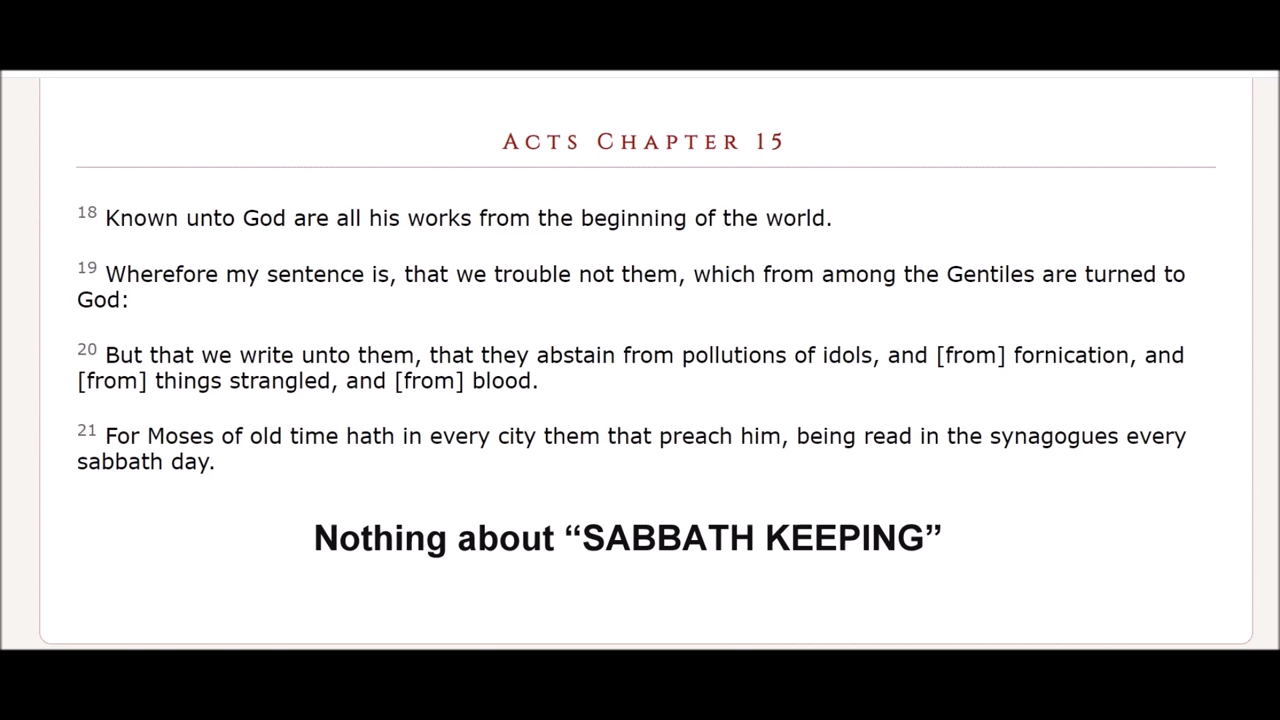 Acts Chapter 15
18 Known unto God are all his works from the beginning of the world.
19 Wherefore my sentence is, that we trouble not them, which from among the Gentiles are turned to
God:
20 But that we write unto them, that they abstain from pollutions of idols, and [from] fornication, and
[from] things strangled, and [from] blood.
21 For Moses of old time hath in every city them that preach him, being read in the synagogues every
sabbath day.
Nothing about “SABBATH KEEPING”